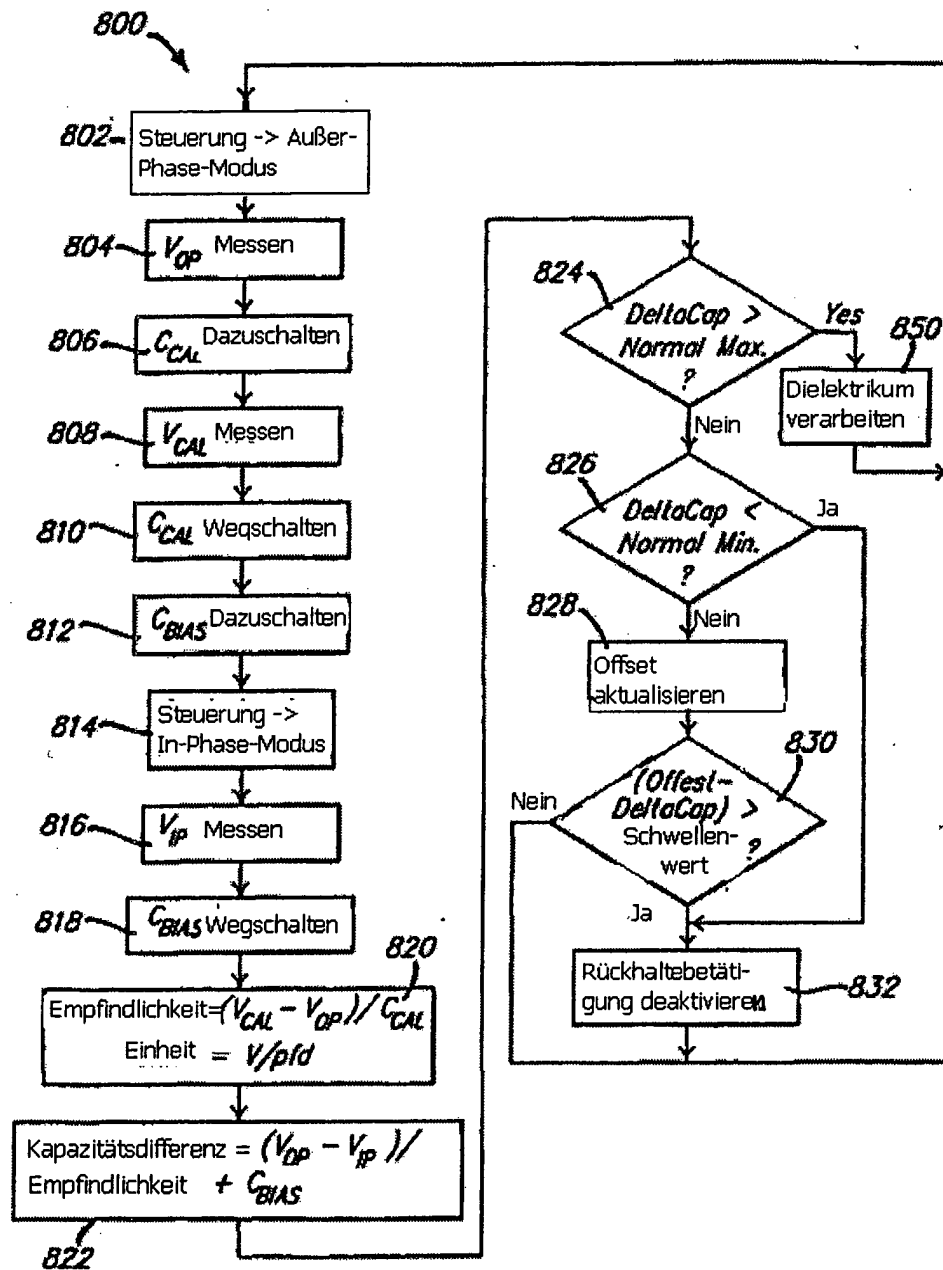 800
802
Steuerung -> Außer-
Phase-Modus
804
V_OP Messen
806
C_CAL Dazuschalten
808
V_CAL Messen
810
C_CAL Wegschalten
812
C_BIAS Dazuschalten
814
Steuerung ->
In-Phase-Modus
816
V_IP Messen
818
C_BIAS Wegschalten
820
Empfindlichkeit=(V_CAL – V_OP)/C_CAL
Einheit = V/pfd
Kapazitätsdifferenz = (V_OP – V_IP)/
Empfindlichkeit + C_BIAS
822
824
DeltaCap >
Normal Max.
?
Yes
850
Dielektrikum
verarbeiten
Nein
826
DeltaCap <
Normal Min.
?
Ja
Nein
828
Offset
aktualisieren
830
Nein
(Offest–
DeltaCap) >
Schwellen-
wert ?
Ja
Rückhaltebetäti-
gung deaktivieren
832